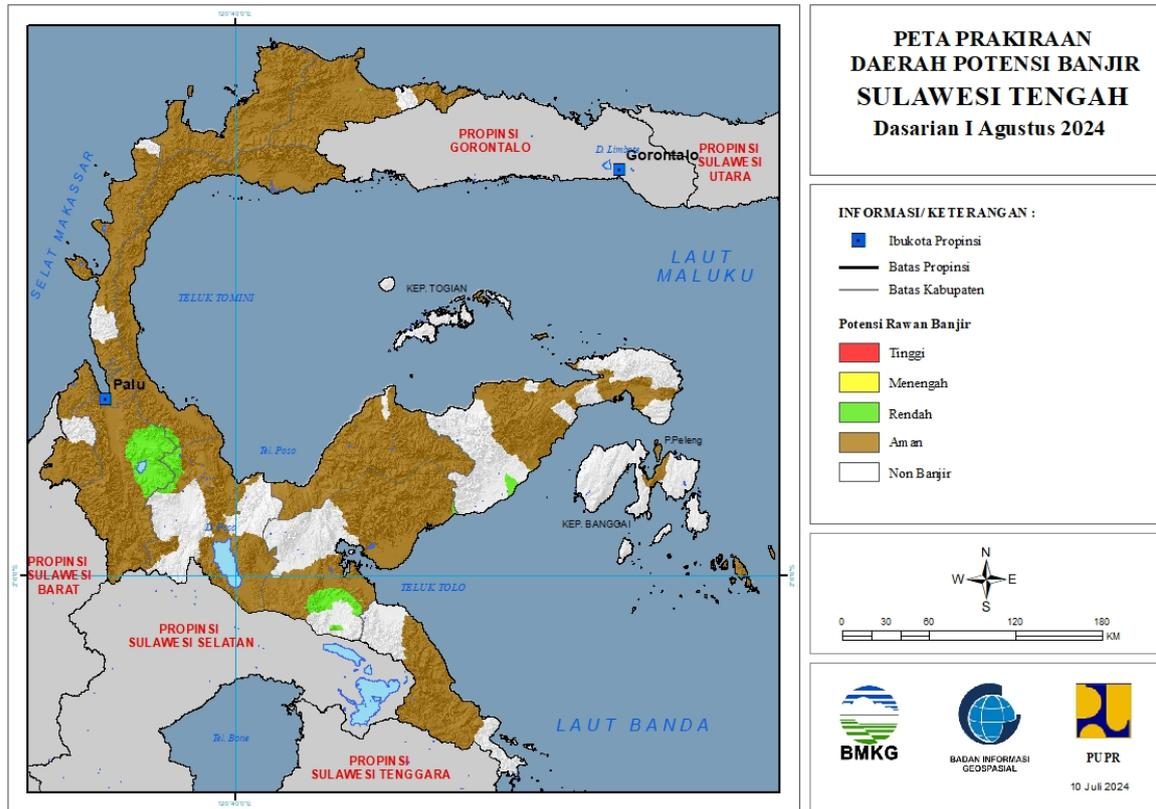 PETA PRAKIRAAN
DAERAH POTENSI BANJIR
SULAWESI TENGAH
Dasarian I Agustus 2024
INFORMASI/ KETERANGAN :
Ibukota Propinsi
Batas Propinsi
Batas Kabupaten
Potensi Rawan Banjir
Tinggi
Menengah
Rendah
Aman
Non Banjir
N
W E
S
0 30 60 120 180
KM
BMKG
BADAN INFORMASI
GEOSPASIAL
PUPR
10 Juli 2024
PROPINSI
GORONTALO
D. Limboto
Gorontalo
PROPINSI
SULAWESI
UTARA
SELAT MAKASSAR
LAUT
MALUKU
TELUK TOMINI
KEP. TOGIAN
Palu
Tel. Poso
P.Peleng
KEP. BANGGAI
D. Poso
PROPINSI
SULAWESI
BARAT
TELUK TOLO
PROPINSI
SULAWESI SELATAN
LAUT BANDA
Tel. Bone
PROPINSI
SULAWESI TENGGARA